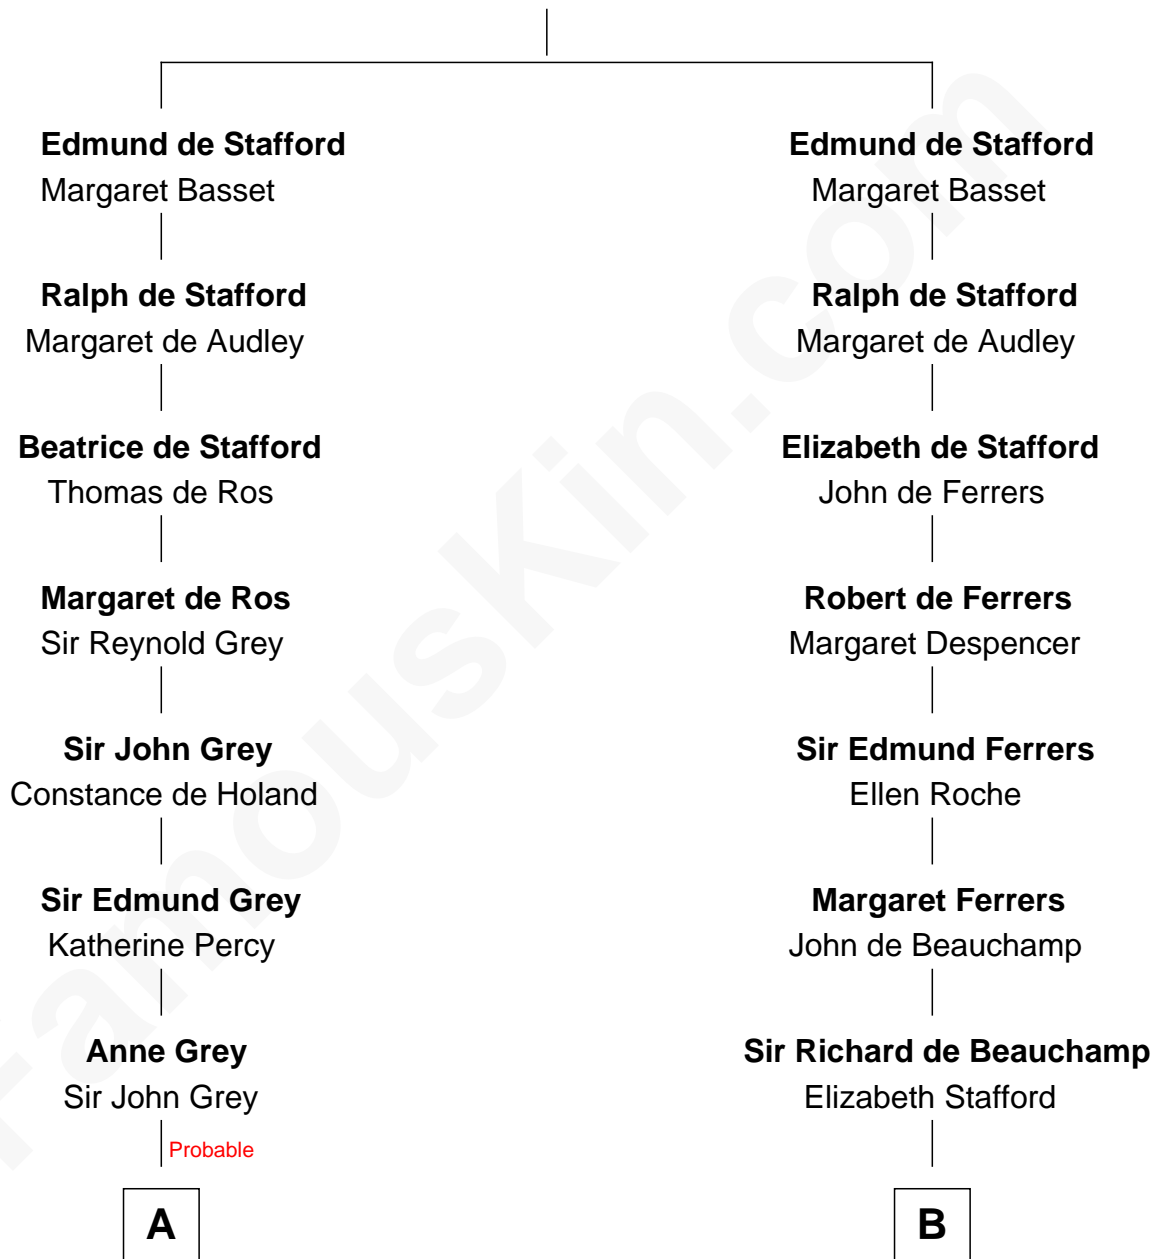 Edmund de Stafford
Margaret Basset
Ralph de Stafford
Margaret de Audley
Beatrice de Stafford
Thomas de Ros
Margaret de Ros
Sir Reynold Grey
Sir John Grey
Constance de Holand
Sir Edmund Grey
Katherine Percy
Anne Grey
Sir John Grey
Probable
A
Edmund de Stafford
Margaret Basset
Ralph de Stafford
Margaret de Audley
Elizabeth de Stafford
John de Ferrers
Robert de Ferrers
Margaret Despencer
Sir Edmund Ferrers
Ellen Roche
Margaret Ferrers
John de Beauchamp
Sir Richard de Beauchamp
Elizabeth Stafford
B
FamousKin.com